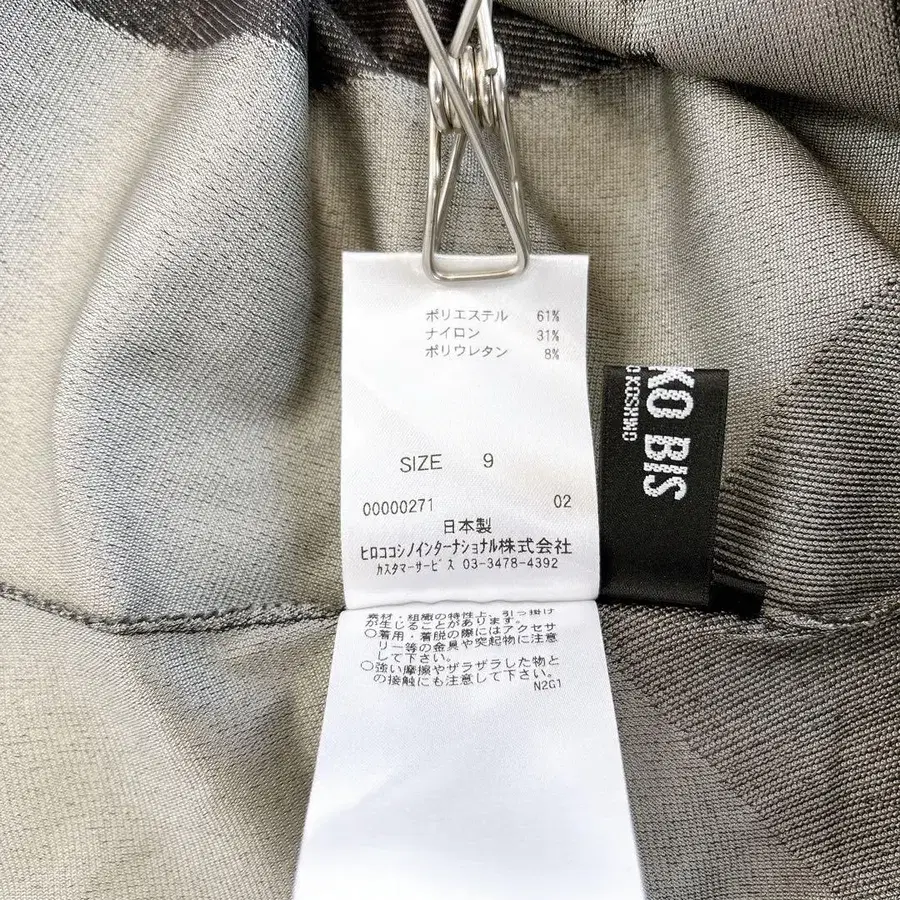 ポリエステル 61%
ナイロン 31%
ポリウレタン 8%
SIZE 9
00000271 02
日本製
ヒロココシノインターナショナル株式会社
カスタマーサービス 03-3478-4392
素材・組織の特性上、引っ掛け
が生じることがあります。
○着用・着脱の際にはアクセサ
リー等の金具や突起物に注意
して下さい。
○強い摩擦やザラザラした物と
の接触にも注意して下さい。
N2G1
KO BIS
O KOSHINO